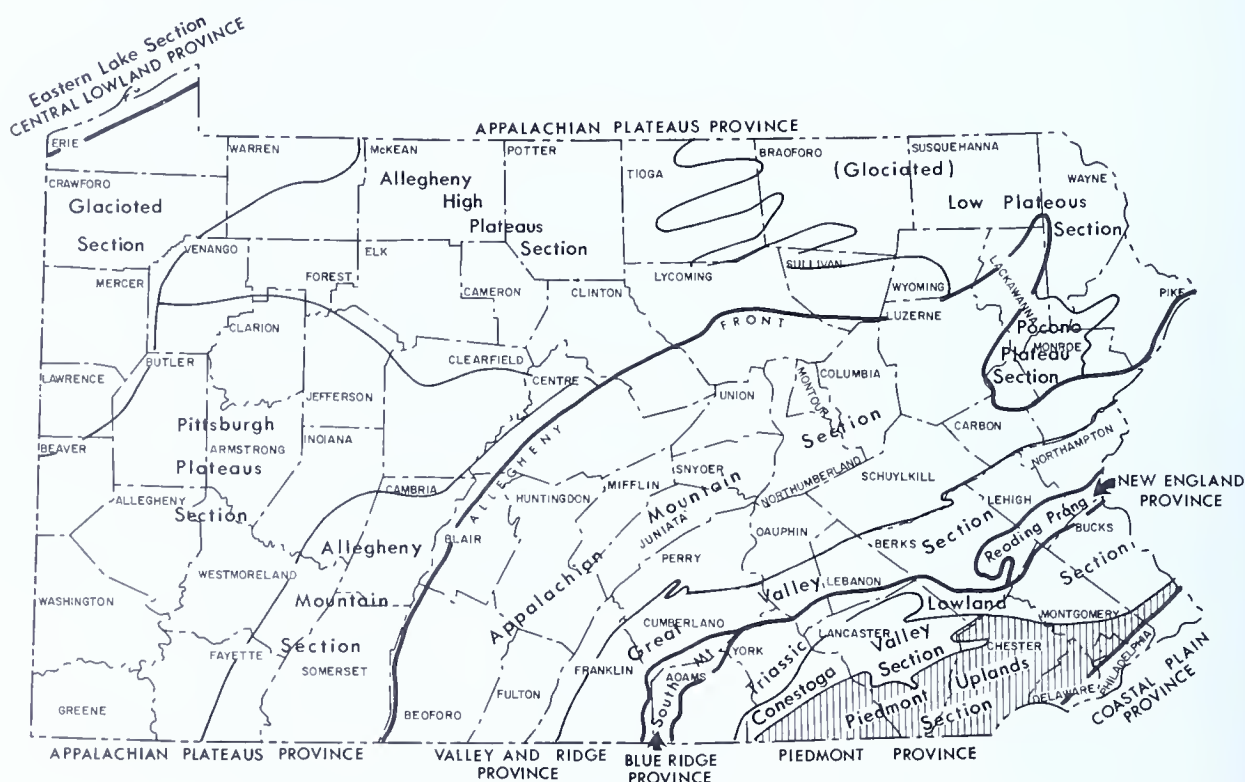 Eastern Lake Section
CENTRAL LOWLAND PROVINCE
APPALACHIAN PLATEAUS PROVINCE
ERIE
WARREN
McKEAN
POTTER
TIOGA
BRAOFORO
SUSQUEHANNA
WAYNE
CRAWFORO
(Glociated)
Glacioted
Section
Allegheny
High
Plateaus
Section
Low Plateous
Section
VENANGO
ELK
MERCER
FOREST
CAMERON
CLINTON
LYCOMING
SULLIVAN
WYOMING
LACKAWANNA
PIKE
CLARION
LUZERNE
FRONT
Pocono
MONROE
Plateau
Section
BUTLER
CLEARFIELD
CENTRE
COLUMBIA
MONTOUR
UNION
LAWRENCE
JEFFERSON
Section
CARBON
NORTHAMPTON
Pittsburgh
ARMSTRONG
INDIANA
Plateaus
BEAVER
ALLEGHENY
SNYOER
MIFFLIN
NORTHUMBERLAND
SCHUYLKILL
Mountain
ALLEGHENY
Section
CAMBRIA
HUNTINGDON
JUNIATA
LEHIGH
NEW ENGLAND
PROVINCE
Reoding Prong
BUCKS
Section
OAUPHIN
BERKS
Section
BLAIR
Allegheny
PERRY
Appalachian
WESTMORELAND
Valley
LEBANON
WASHINGTON
Mountain
Lowland
MONTGOMERY
CUMBERLANO
Great
LANCASTER
Valley
Section
CHESTER
PHILADELPHIA
FAYETTE
Section
SOMERSET
FRANKLIN
YORK
ADAMS
South Mt
Triassic
Uplands
Conestoga
Piedmont
Section
DELAWARE
COASTAL PLAIN
PROVINCE
FULTON
GREENE
BEOFORO
APPALACHIAN PLATEAUS PROVINCE
VALLEY AND RIDGE
PROVINCE
BLUE RIDGE
PROVINCE
PIEDMONT PROVINCE